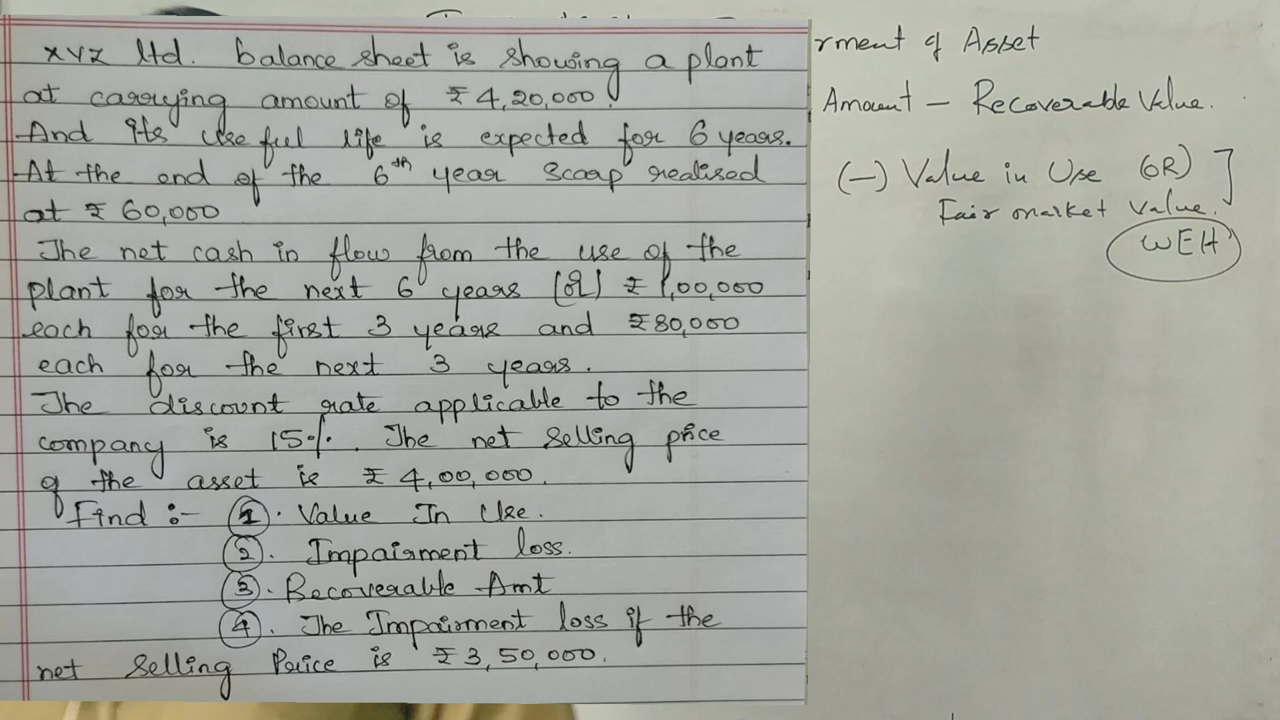 XYZ ltd. balance sheet is showing a plant
at carrying amount of ₹ 4,20,000.
And its useful life is expected for 6 years.
At the end of the 6th year scrap realised
at ₹ 60,000
The net cash in flow from the use of the
plant for the next 6 years ₹ 1,00,000
each for the first 3 years and ₹80,000
each for the next 3 years.
The discount rate applicable to the
company is 15%. The net selling price
of the asset is ₹ 4,00,000.
Find :- 1. Value In Use.
2. Impairment loss.
3. Recoverable Amt
4. The Impairment loss if the
net selling Price is ₹ 3,50,000.
rment of Asset
Amount - Recoverable Value.
(-) Value in Use (OR)
Fair market value.
WEH